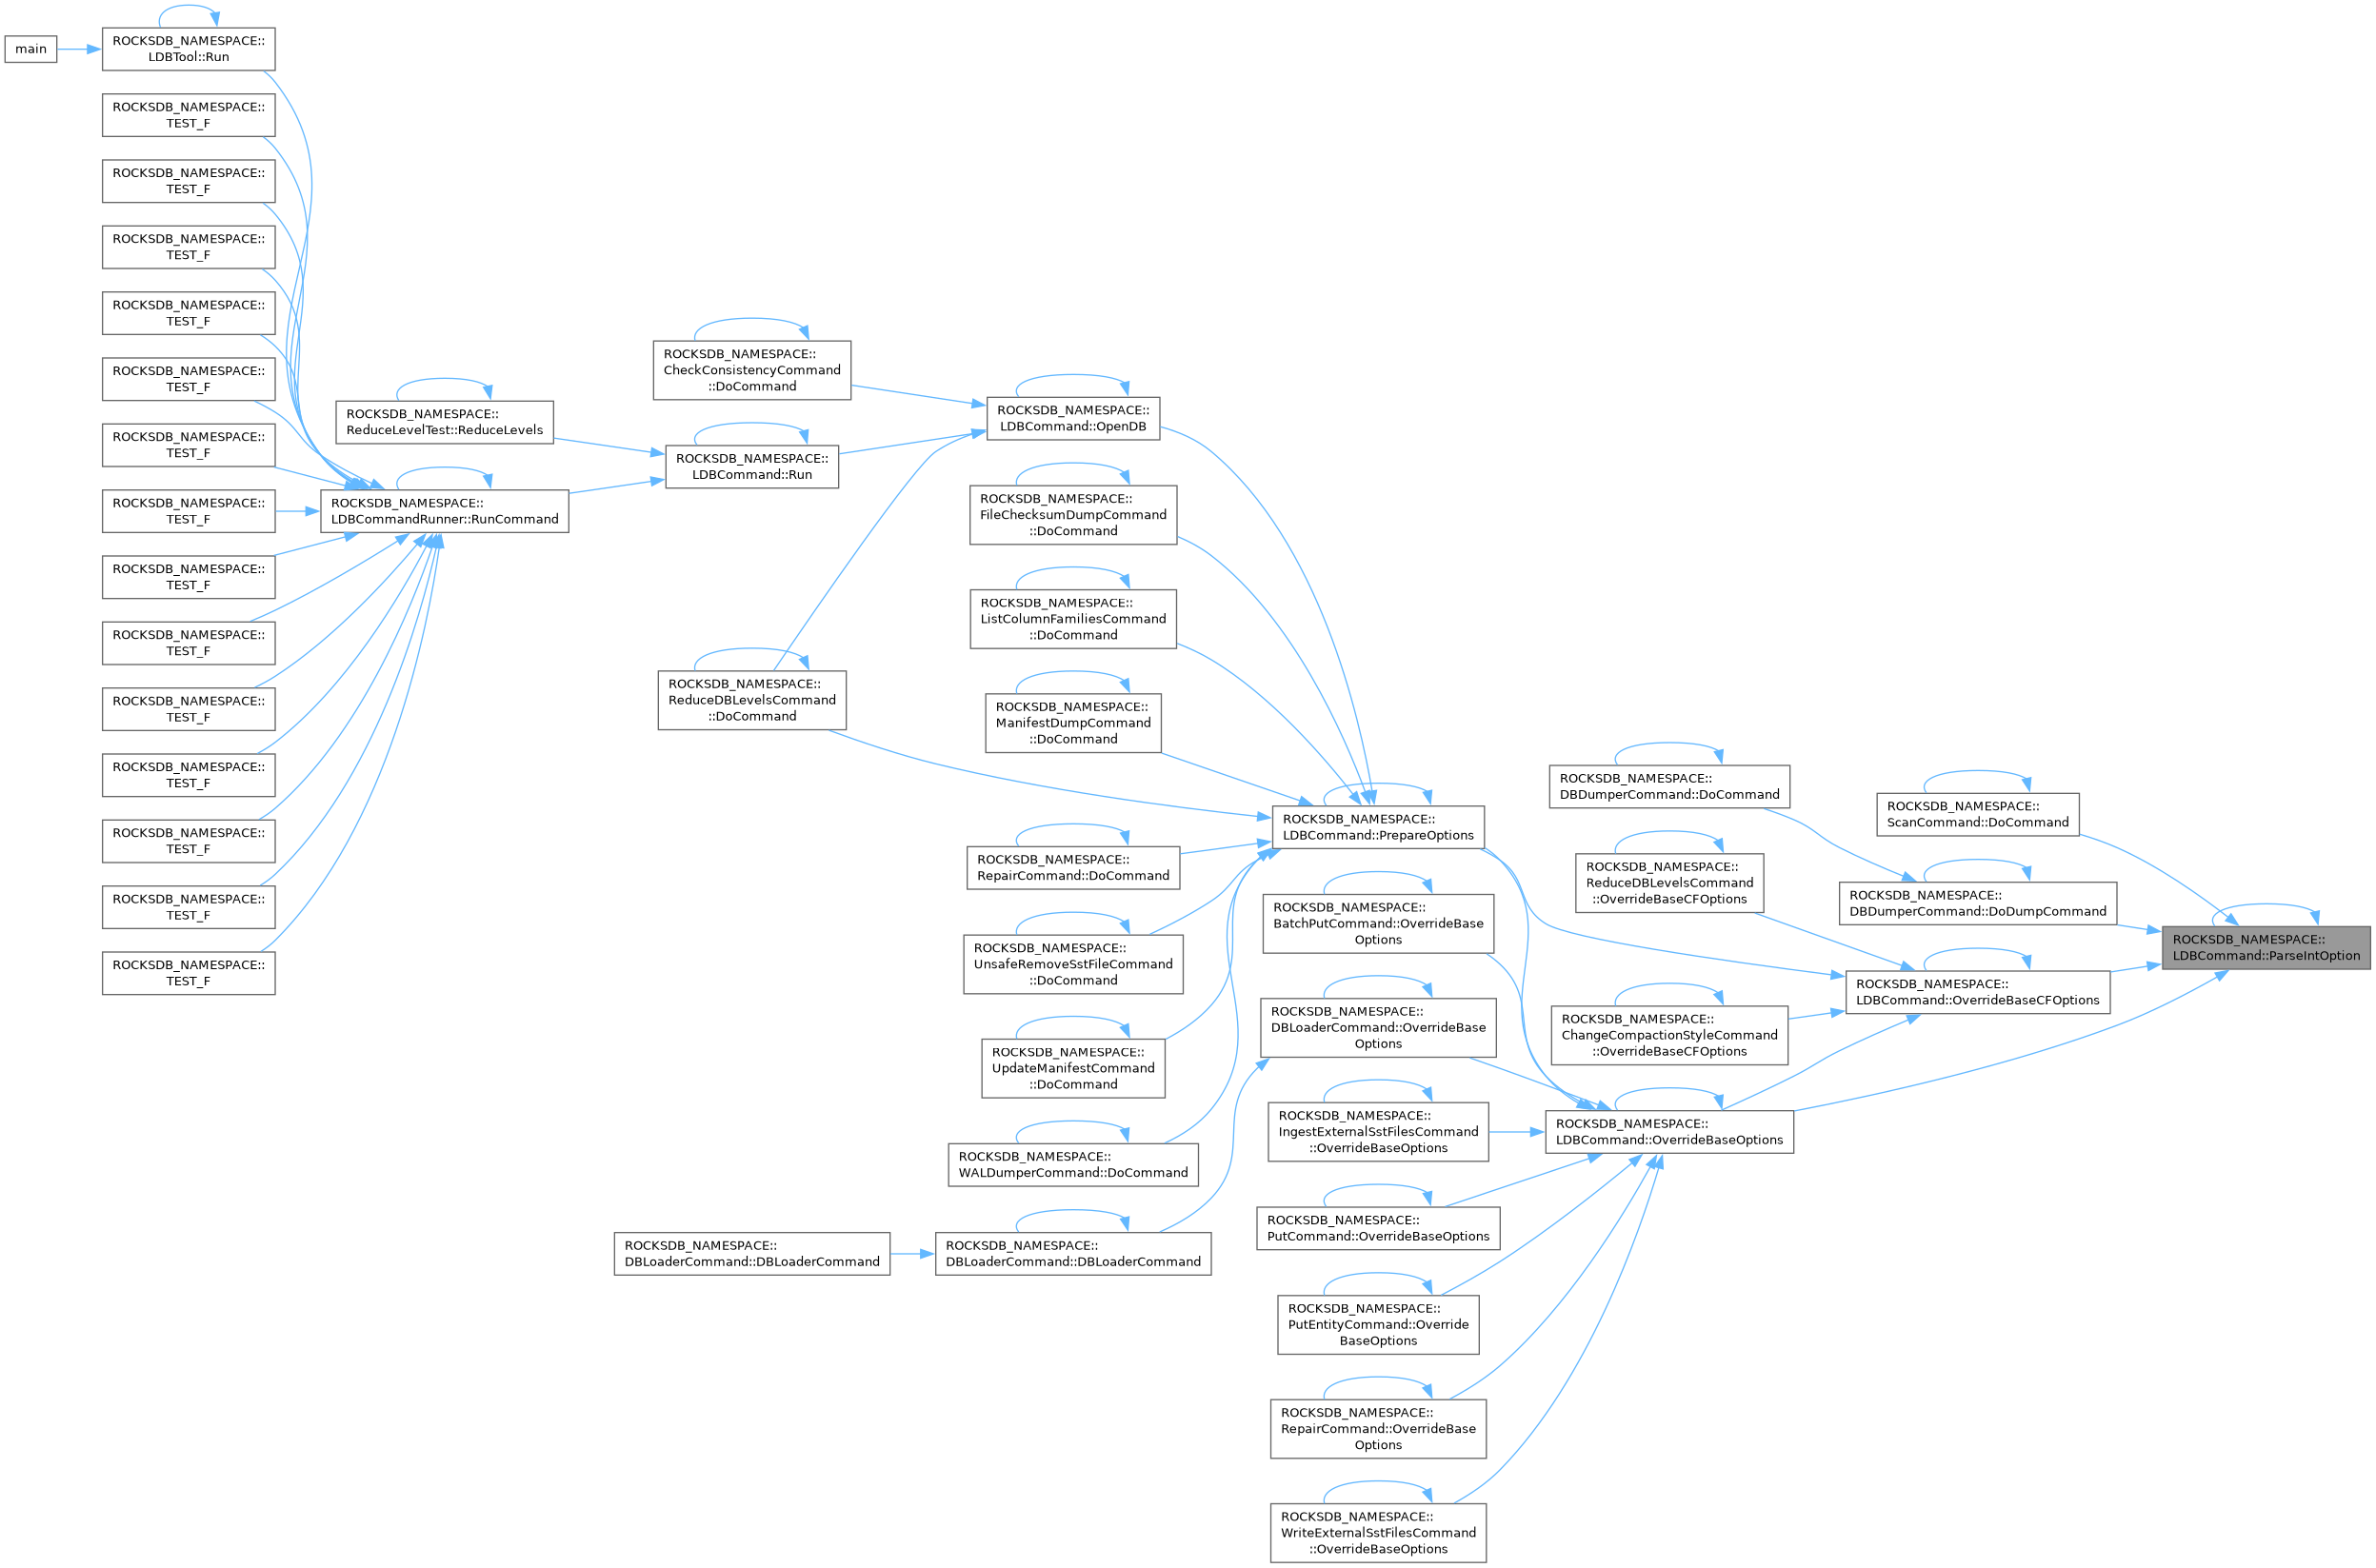 main
ROCKSDB_NAMESPACE::
LDBTool::Run
ROCKSDB_NAMESPACE::
TEST_F
ROCKSDB_NAMESPACE::
TEST_F
ROCKSDB_NAMESPACE::
TEST_F
ROCKSDB_NAMESPACE::
TEST_F
ROCKSDB_NAMESPACE::
TEST_F
ROCKSDB_NAMESPACE::
TEST_F
ROCKSDB_NAMESPACE::
TEST_F
ROCKSDB_NAMESPACE::
TEST_F
ROCKSDB_NAMESPACE::
TEST_F
ROCKSDB_NAMESPACE::
TEST_F
ROCKSDB_NAMESPACE::
TEST_F
ROCKSDB_NAMESPACE::
TEST_F
ROCKSDB_NAMESPACE::
TEST_F
ROCKSDB_NAMESPACE::
TEST_F
ROCKSDB_NAMESPACE::
ReduceLevelTest::ReduceLevels
ROCKSDB_NAMESPACE::
LDBCommandRunner::RunCommand
ROCKSDB_NAMESPACE::
CheckConsistencyCommand
::DoCommand
ROCKSDB_NAMESPACE::
LDBCommand::Run
ROCKSDB_NAMESPACE::
ReduceDBLevelsCommand
::DoCommand
ROCKSDB_NAMESPACE::
DBLoaderCommand::DBLoaderCommand
ROCKSDB_NAMESPACE::
LDBCommand::OpenDB
ROCKSDB_NAMESPACE::
FileChecksumDumpCommand
::DoCommand
ROCKSDB_NAMESPACE::
ListColumnFamiliesCommand
::DoCommand
ROCKSDB_NAMESPACE::
ManifestDumpCommand
::DoCommand
ROCKSDB_NAMESPACE::
RepairCommand::DoCommand
ROCKSDB_NAMESPACE::
UnsafeRemoveSstFileCommand
::DoCommand
ROCKSDB_NAMESPACE::
UpdateManifestCommand
::DoCommand
ROCKSDB_NAMESPACE::
WALDumperCommand::DoCommand
ROCKSDB_NAMESPACE::
DBLoaderCommand::DBLoaderCommand
ROCKSDB_NAMESPACE::
LDBCommand::PrepareOptions
ROCKSDB_NAMESPACE::
BatchPutCommand::OverrideBase
Options
ROCKSDB_NAMESPACE::
DBLoaderCommand::OverrideBase
Options
ROCKSDB_NAMESPACE::
IngestExternalSstFilesCommand
::OverrideBaseOptions
ROCKSDB_NAMESPACE::
PutCommand::OverrideBaseOptions
ROCKSDB_NAMESPACE::
PutEntityCommand::Override
BaseOptions
ROCKSDB_NAMESPACE::
RepairCommand::OverrideBase
Options
ROCKSDB_NAMESPACE::
WriteExternalSstFilesCommand
::OverrideBaseOptions
ROCKSDB_NAMESPACE::
DBDumperCommand::DoCommand
ROCKSDB_NAMESPACE::
ReduceDBLevelsCommand
::OverrideBaseCFOptions
ROCKSDB_NAMESPACE::
ChangeCompactionStyleCommand
::OverrideBaseCFOptions
ROCKSDB_NAMESPACE::
LDBCommand::OverrideBaseOptions
ROCKSDB_NAMESPACE::
ScanCommand::DoCommand
ROCKSDB_NAMESPACE::
DBDumperCommand::DoDumpCommand
ROCKSDB_NAMESPACE::
LDBCommand::OverrideBaseCFOptions
ROCKSDB_NAMESPACE::
LDBCommand::ParseIntOption